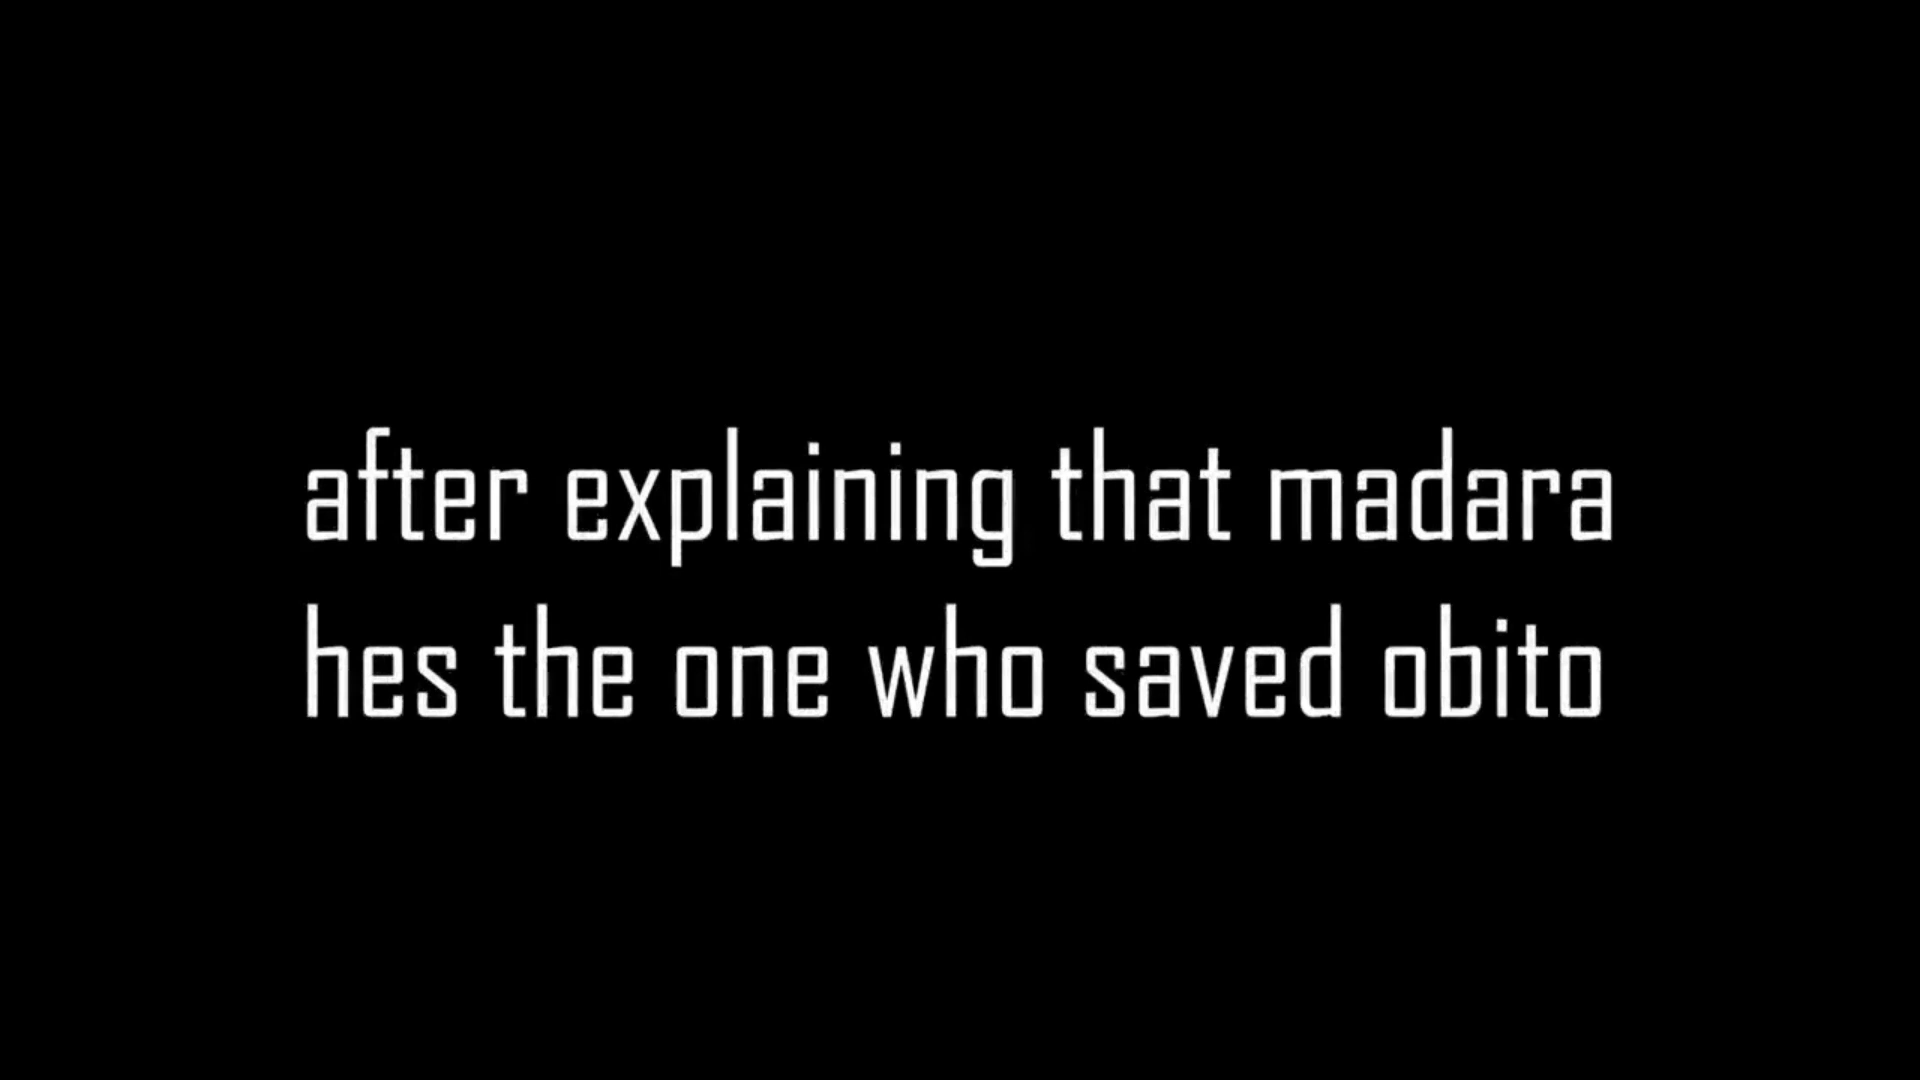 after explaining that madara
hes the one who saved obito